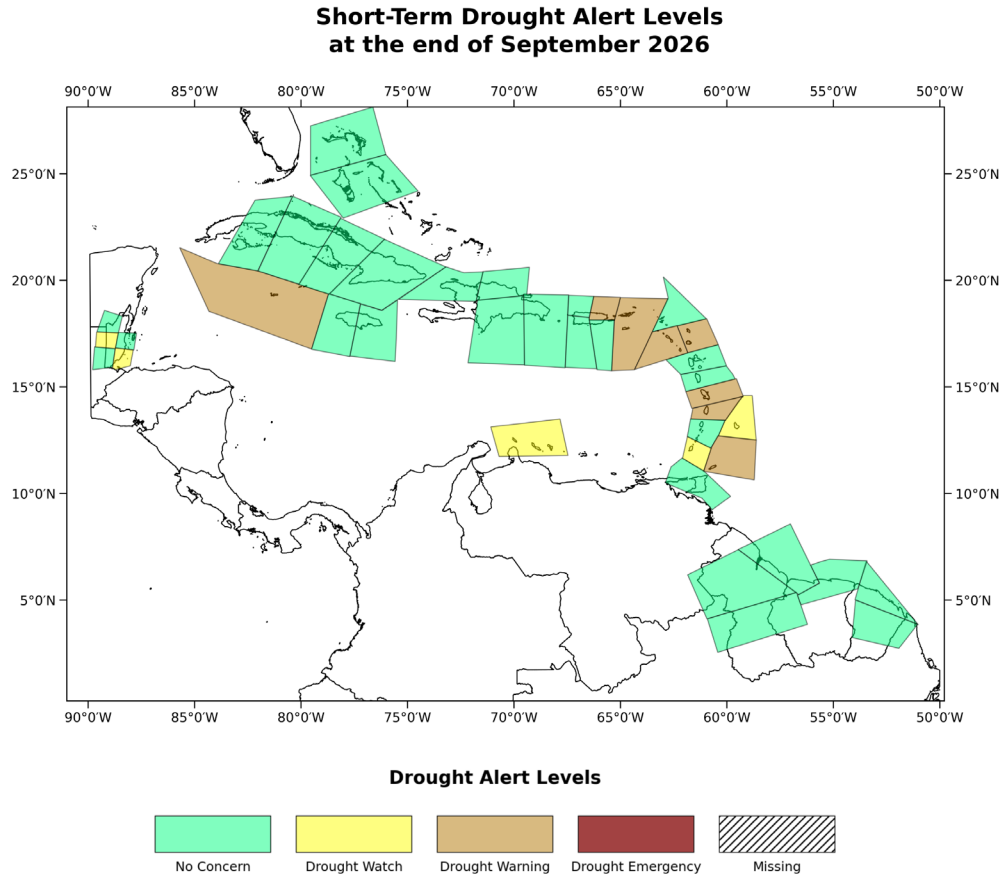 Short-Term Drought Alert Levels
at the end of September 2026
90°0′W 85°0′W 80°0′W 75°0′W 70°0′W 65°0′W 60°0′W 55°0′W 50°0′W
25°0′N 25°0′N
20°0′N 20°0′N
15°0′N 15°0′N
10°0′N 10°0′N
5°0′N 5°0′N
90°0′W 85°0′W 80°0′W 75°0′W 70°0′W 65°0′W 60°0′W 55°0′W 50°0′W
Drought Alert Levels
No Concern Drought Watch Drought Warning Drought Emergency Missing